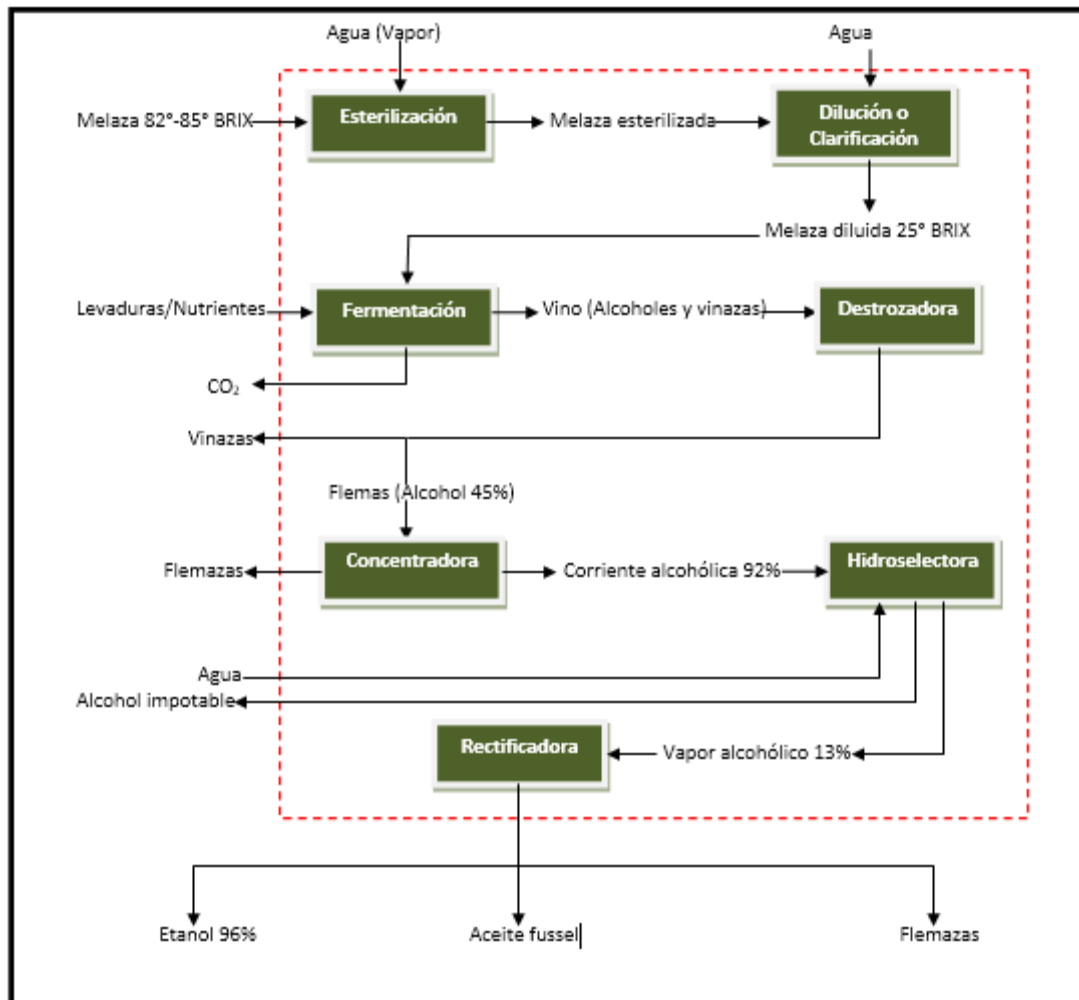 Agua (Vapor)
Agua
Melaza 82°-85° BRIX
Esterilización
Melaza esterilizada
Dilución o
Clarificación
Melaza diluida 25° BRIX
Levaduras/Nutrientes
Fermentación
Vino (Alcoholes y vinazas)
Destrozadora
CO₂
Vinazas
Flemas (Alcohol 45%)
Flemazas
Concentradora
Corriente alcohólica 92%
Hidroselectora
Agua
Alcohol impotable
Rectificadora
Vapor alcohólico 13%
Etanol 96%
Aceite fussel
Flemazas